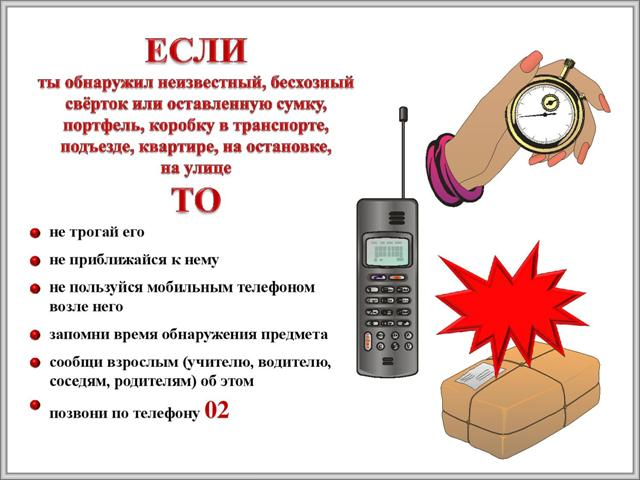 ЕСЛИ
ты обнаружил неизвестный, бесхозный
свёрток или оставленную сумку,
портфель, коробку в транспорте,
подъезде, квартире, на остановке,
на улице
ТО
не трогай его
не приближайся к нему
не пользуйся мобильным телефоном
возле него
запомни время обнаружения предмета
сообщи взрослым (учителю, водителю,
соседям, родителям) об этом
позвони по телефону 02